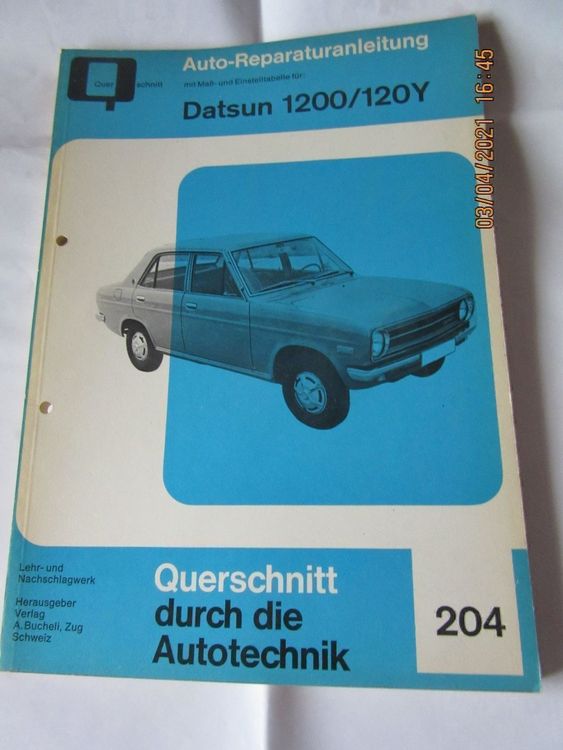 Quer schnitt
Auto-Reparaturanleitung
mit Maß- und Einstelltabelle für:
Datsun 1200/120Y
03/04/2021 16:45
Lehr- und
Nachschlagwerk
Herausgeber
Verlag
A. Bucheli, Zug
Schweiz
Querschnitt
durch die
Autotechnik
204